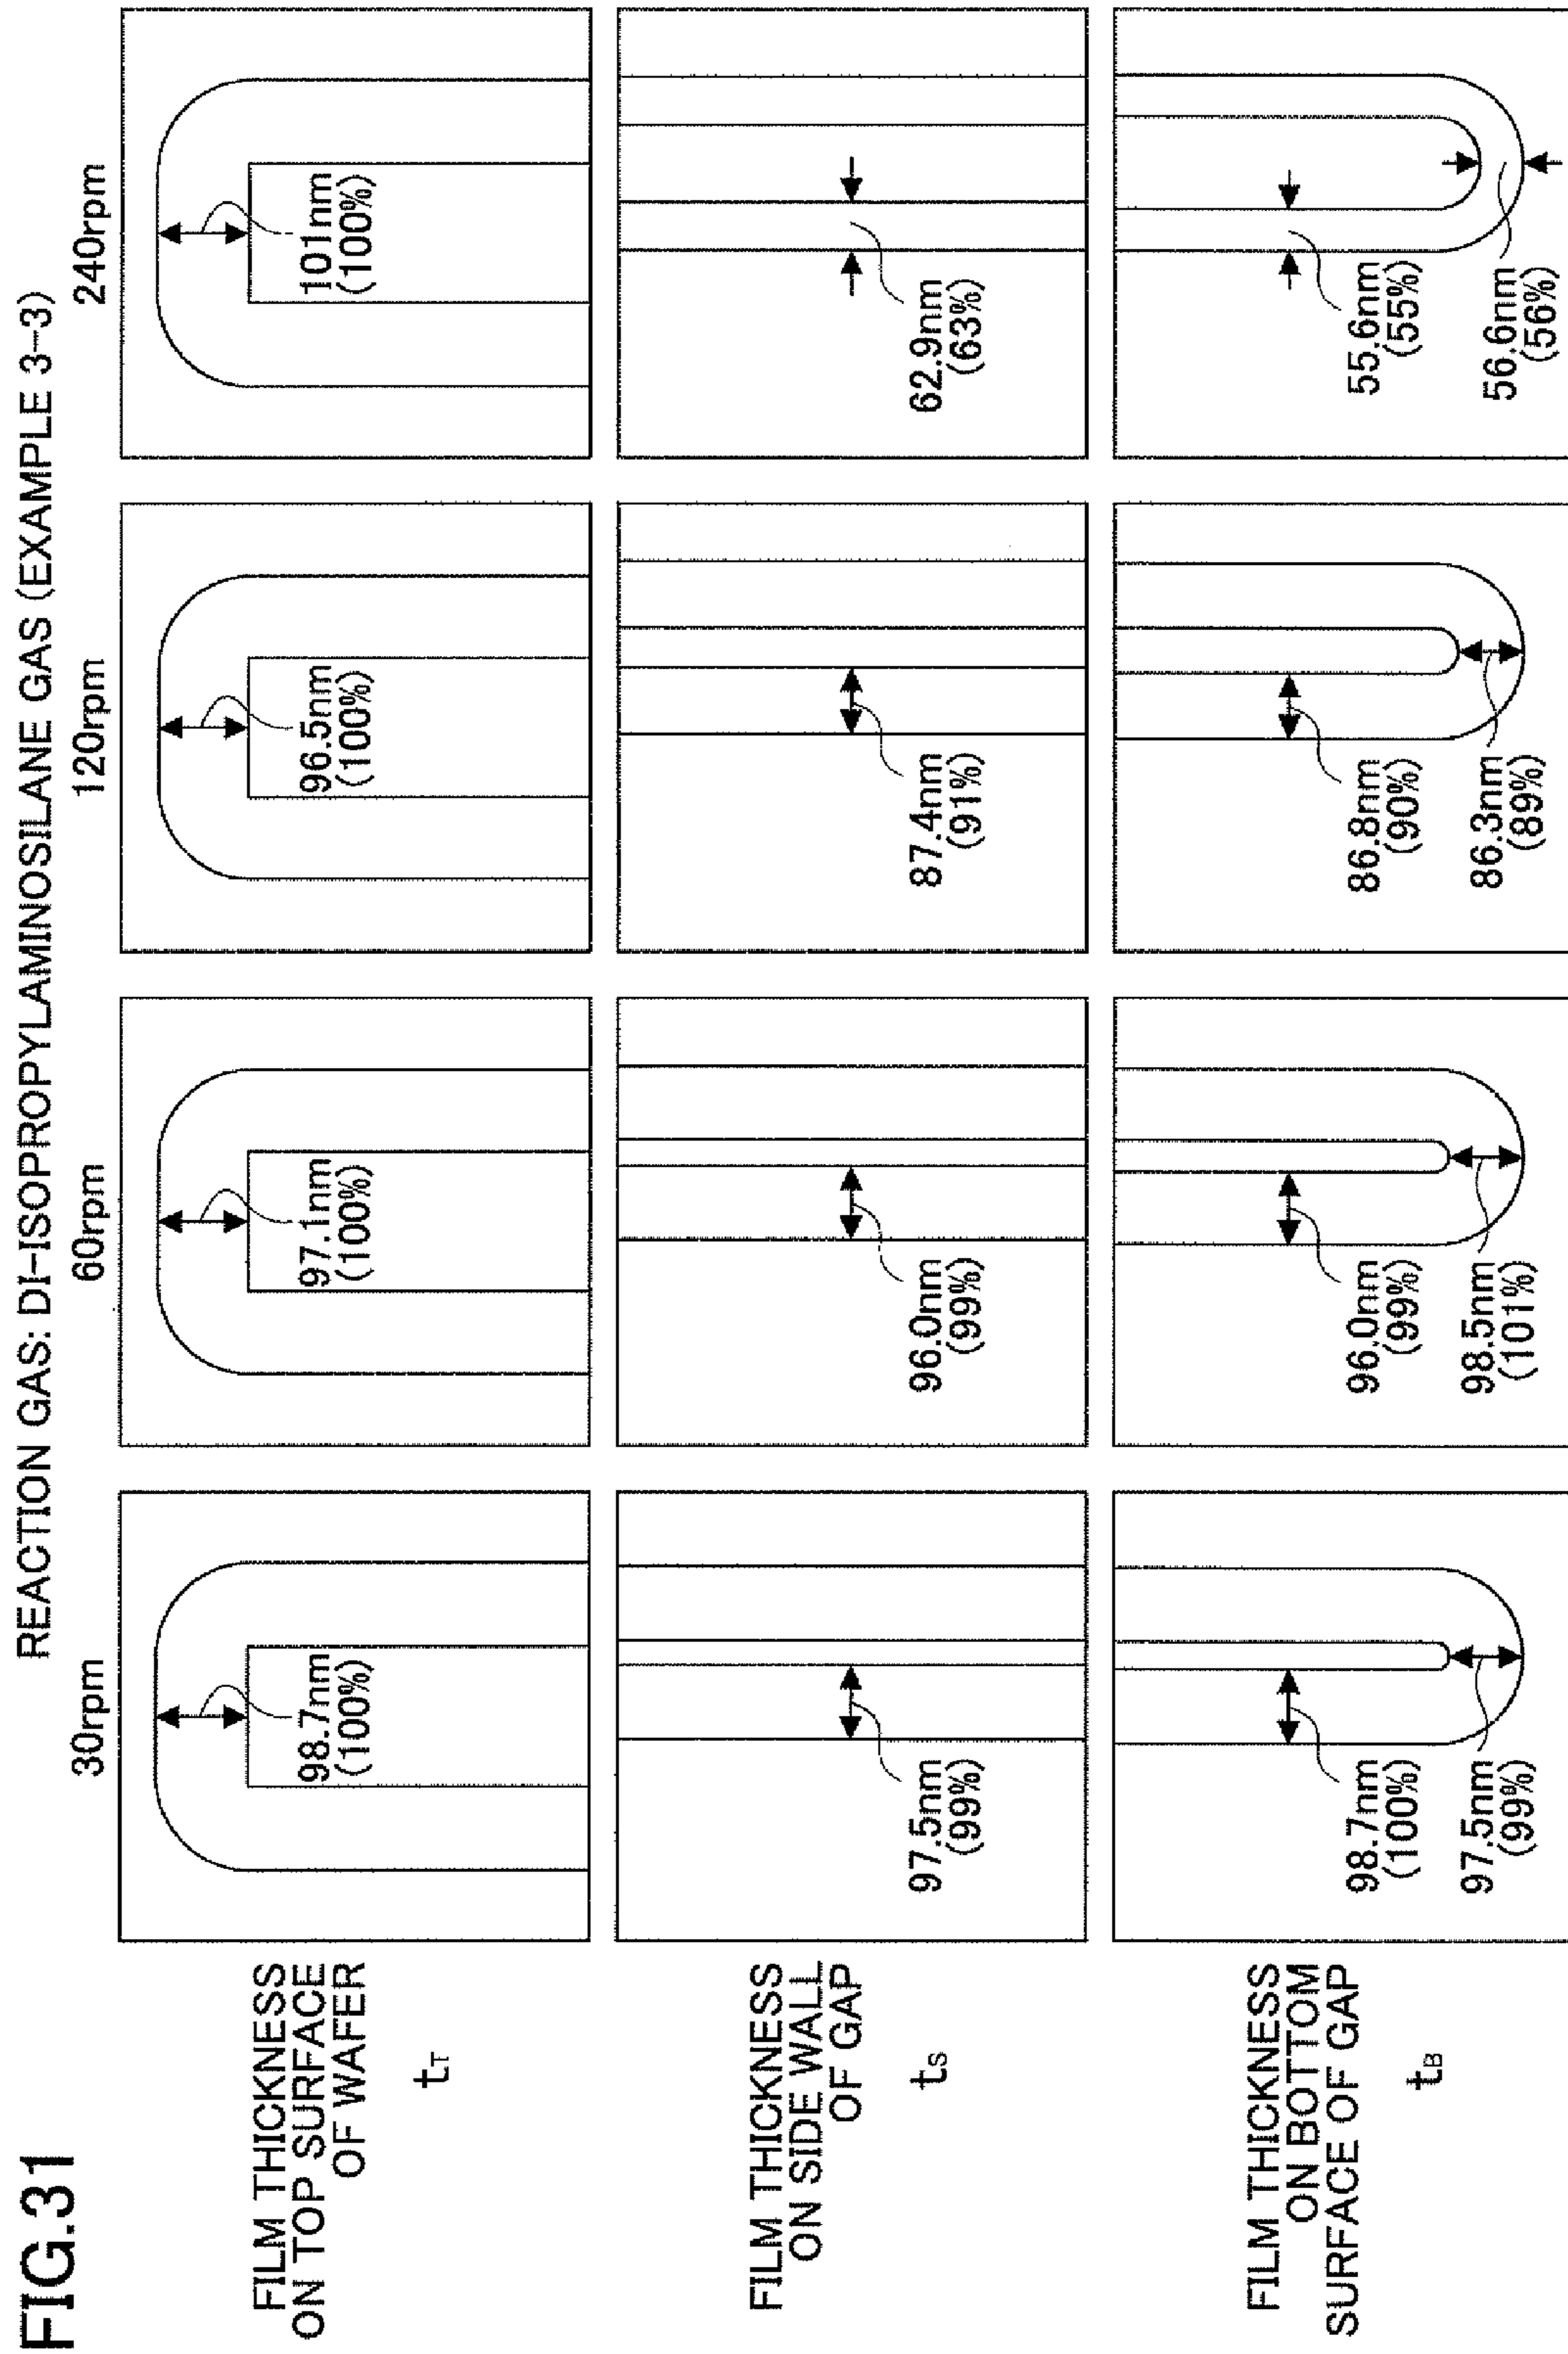 FIG.31
REACTION GAS: DI-ISOPROPYLAMINOSILANE GAS (EXAMPLE 3-3)
30rpm
60rpm
120rpm
240rpm
FILM THICKNESS
ON TOP SURFACE
OF WAFER
tT
98.7nm
(100%)
97.1nm
(100%)
96.5nm
(100%)
101nm
(100%)
FILM THICKNESS
ON SIDE WALL
OF GAP
tS
97.5nm
(99%)
96.0nm
(99%)
87.4nm
(91%)
62.9nm
(63%)
FILM THICKNESS
ON BOTTOM
SURFACE OF GAP
tB
98.7nm
(100%)
97.5nm
(99%)
96.0nm
(99%)
98.5nm
(101%)
86.8nm
(90%)
86.3nm
(89%)
55.6nm
(55%)
56.6nm
(56%)